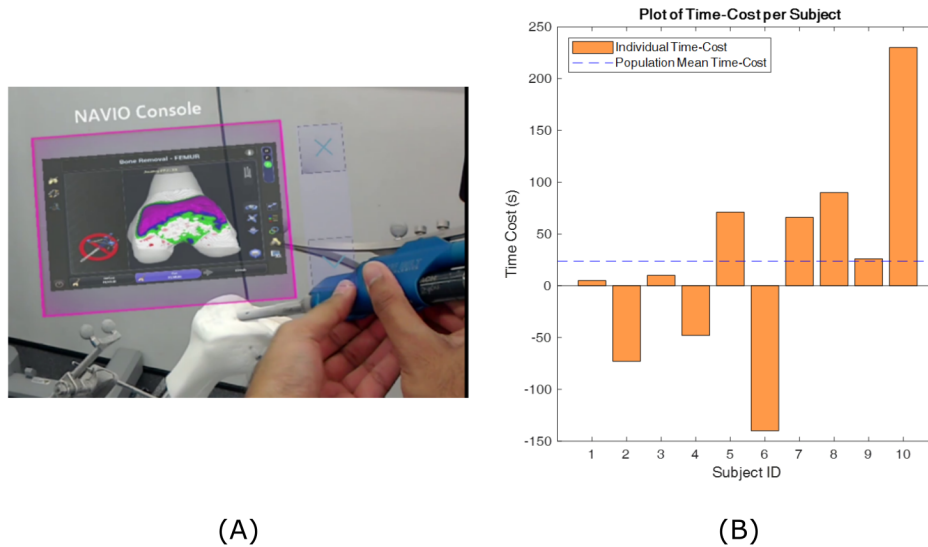 NAVIO Console
Bone Removal - FEMUR
(A)
Plot of Time-Cost per Subject
Individual Time-Cost
Population Mean Time-Cost
Time Cost (s)
250
200
150
100
50
0
-50
-100
-150
1 2 3 4 5 6 7 8 9 10
Subject ID
(B)